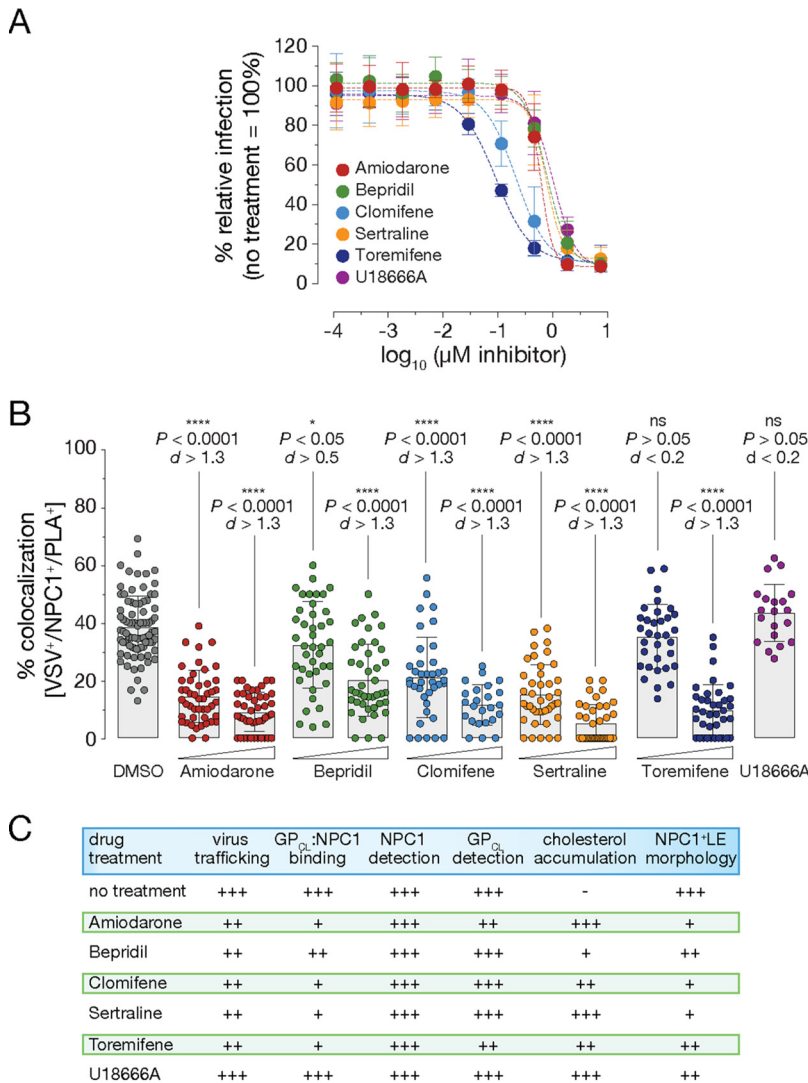 A
120
100
80
60
40
20
0
% relative infection
(no treatment = 100%)
Amiodarone
Bepridil
Clomifene
Sertraline
Toremifene
U18666A
-4 -3 -2 -1 0 1
log10 (µM inhibitor)
B
**** * **** **** ns ns
P < 0.0001 P < 0.05 P < 0.0001 P < 0.0001 P > 0.05 P > 0.05
d > 1.3 d > 0.5 d > 1.3 d > 1.3 d < 0.2 d < 0.2
**** **** **** **** ****
P < 0.0001 P < 0.0001 P < 0.0001 P < 0.0001 P < 0.0001
d > 1.3 d > 1.3 d > 1.3 d > 1.3 d > 1.3
100
80
60
40
20
0
% colocalization
[VSV+/NPC1+/PLA+]
DMSO Amiodarone Bepridil Clomifene Sertraline Toremifene U18666A
C
drug virus GPCL:NPC1 NPC1 GPCL cholesterol NPC1+LE
treatment trafficking binding detection detection accumulation morphology
no treatment +++ +++ +++ +++ - +++
Amiodarone ++ + +++ ++ +++ +
Bepridil ++ ++ +++ +++ + ++
Clomifene ++ + +++ +++ ++ +
Sertraline ++ + +++ +++ +++ +
Toremifene ++ + +++ ++ ++ ++
U18666A +++ +++ +++ +++ +++ ++